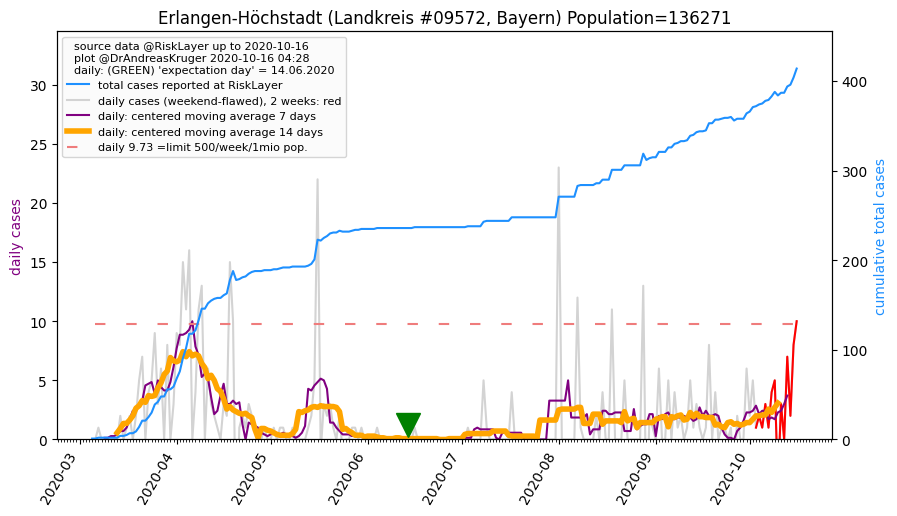 Erlangen-Höchstadt (Landkreis #09572, Bayern) Population=136271
source data @RiskLayer up to 2020-10-16
plot @DrAndreasKruger 2020-10-16 04:28
daily: (GREEN) 'expectation day' = 14.06.2020
total cases reported at RiskLayer
daily cases (weekend-flawed), 2 weeks: red
daily: centered moving average 7 days
daily: centered moving average 14 days
daily 9.73 =limit 500/week/1mio pop.
daily cases
30
25
20
15
10
5
0
cumulative total cases
400
300
200
100
0
2020-03
2020-04
2020-05
2020-06
2020-07
2020-08
2020-09
2020-10